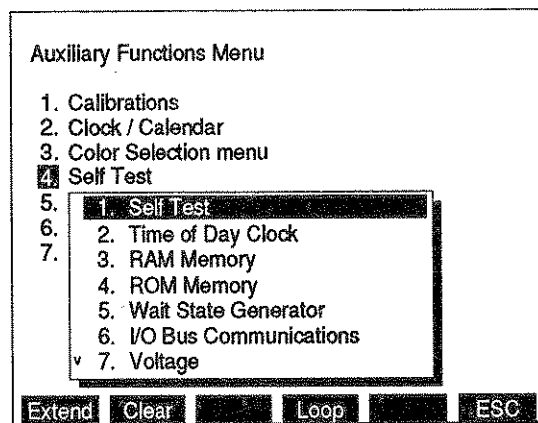 Auxiliary Functions Menu
1. Calibrations
2. Clock / Calendar
3. Color Selection menu
4. Self Test
5.
6.
7.
1. Self Test
2. Time of Day Clock
3. RAM Memory
4. ROM Memory
5. Wait State Generator
6. I/O Bus Communications
v 7. Voltage
Extend Clear Loop ESC